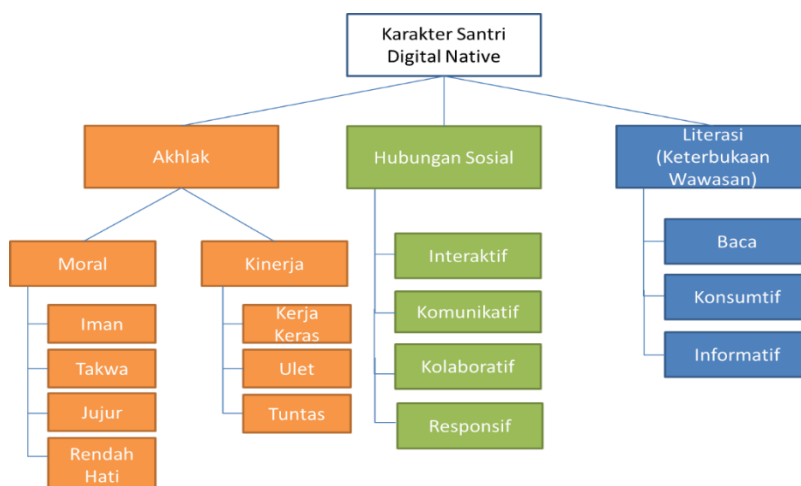 Karakter Santri
Digital Native
Akhlak
Hubungan Sosial
Literasi
(Keterbukaan
Wawasan)
Moral
Kinerja
Iman
Takwa
Jujur
Rendah
Hati
Kerja
Keras
Ulet
Tuntas
Interaktif
Komunikatif
Kolaboratif
Responsif
Baca
Konsumtif
Informatif